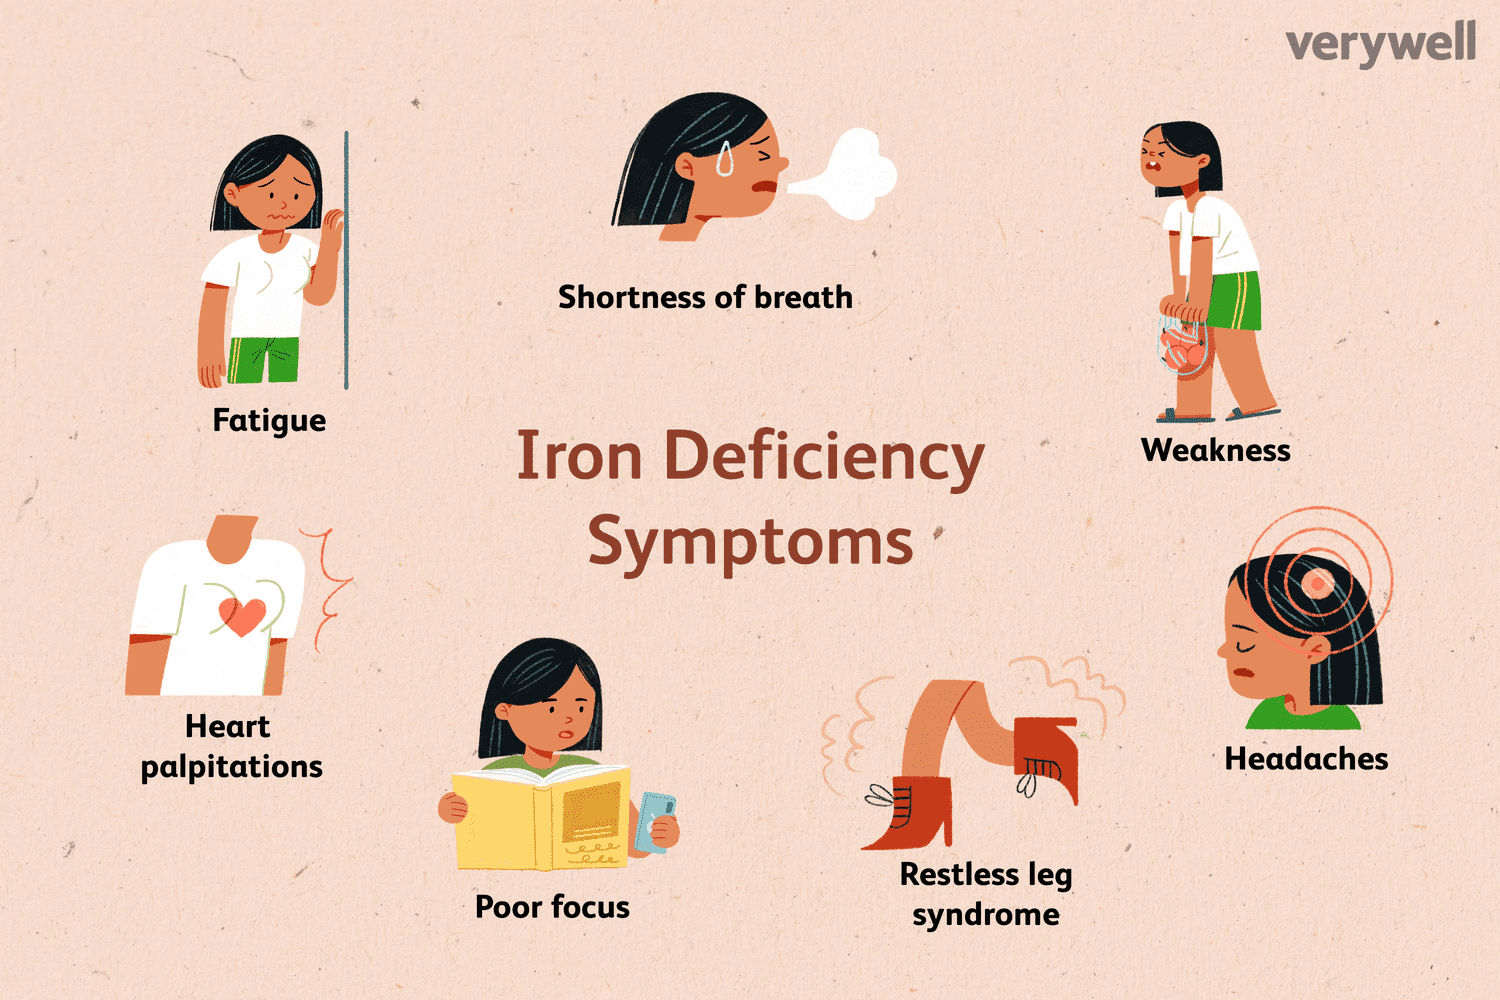 verywell
Shortness of breath
Fatigue
Weakness
Iron Deficiency
Symptoms
Heart
palpitations
Headaches
Poor focus
Restless leg
syndrome